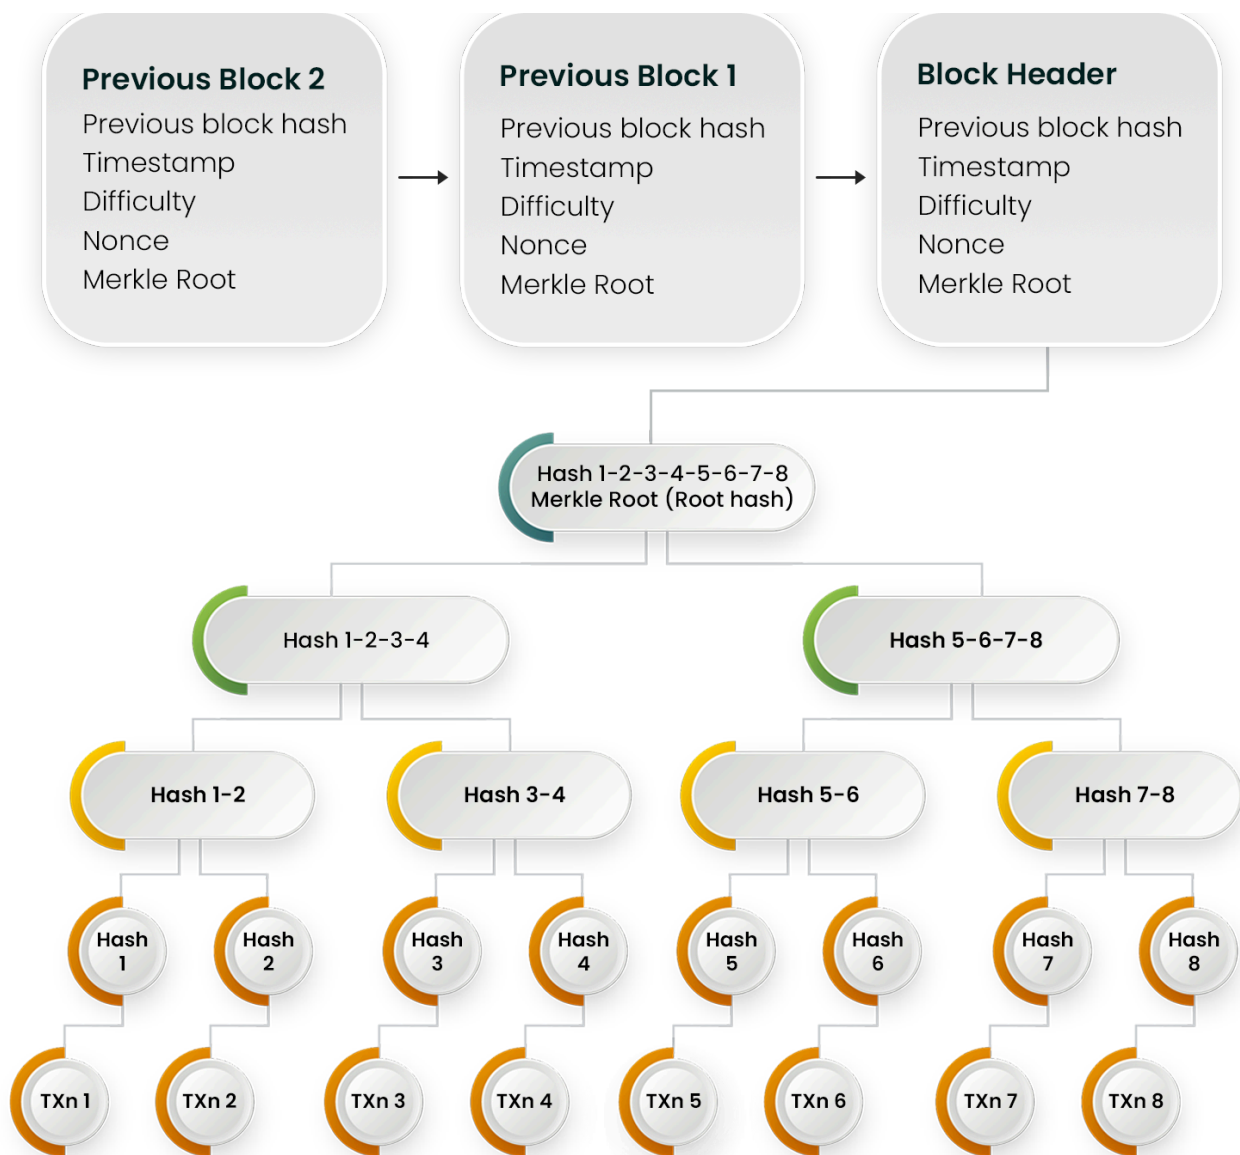 Previous Block 2
Previous block hash
Timestamp
Difficulty
Nonce
Merkle Root
Previous Block 1
Previous block hash
Timestamp
Difficulty
Nonce
Merkle Root
Block Header
Previous block hash
Timestamp
Difficulty
Nonce
Merkle Root
Hash 1-2-3-4-5-6-7-8
Merkle Root (Root hash)
Hash 1-2-3-4
Hash 5-6-7-8
Hash 1-2
Hash 3-4
Hash 5-6
Hash 7-8
Hash
1
Hash
2
Hash
3
Hash
4
Hash
5
Hash
6
Hash
7
Hash
8
TXn 1
TXn 2
TXn 3
TXn 4
TXn 5
TXn 6
TXn 7
TXn 8